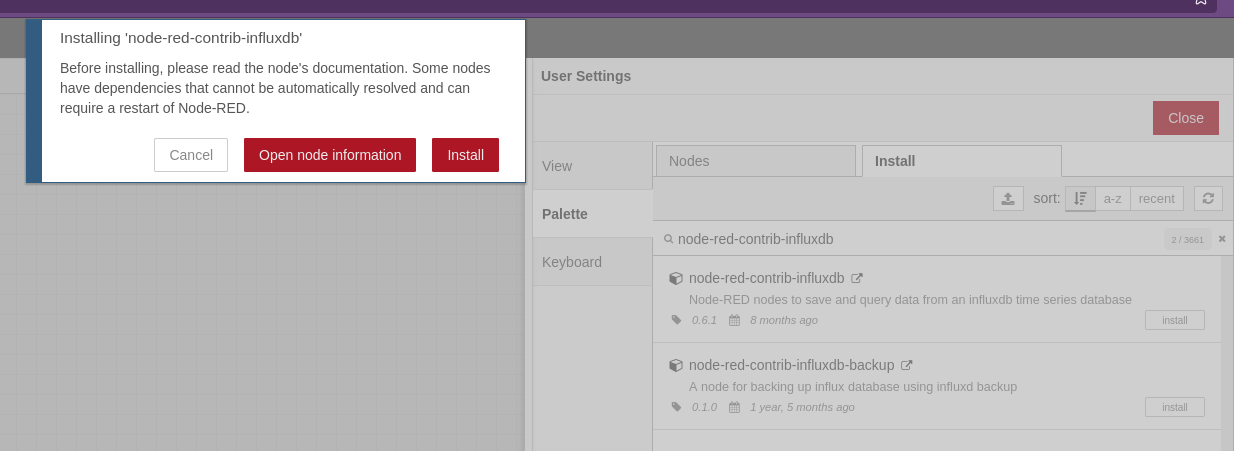 Installing 'node-red-contrib-influxdb'
Before installing, please read the node's documentation. Some nodes
have dependencies that cannot be automatically resolved and can
require a restart of Node-RED.
Cancel
Open node information
Install
User Settings
Close
View
Palette
Keyboard
Nodes
Install
sort:
a-z
recent
node-red-contrib-influxdb
2 / 3661
node-red-contrib-influxdb
Node-RED nodes to save and query data from an influxdb time series database
0.6.1
8 months ago
install
node-red-contrib-influxdb-backup
A node for backing up influx database using influxd backup
0.1.0
1 year, 5 months ago
install